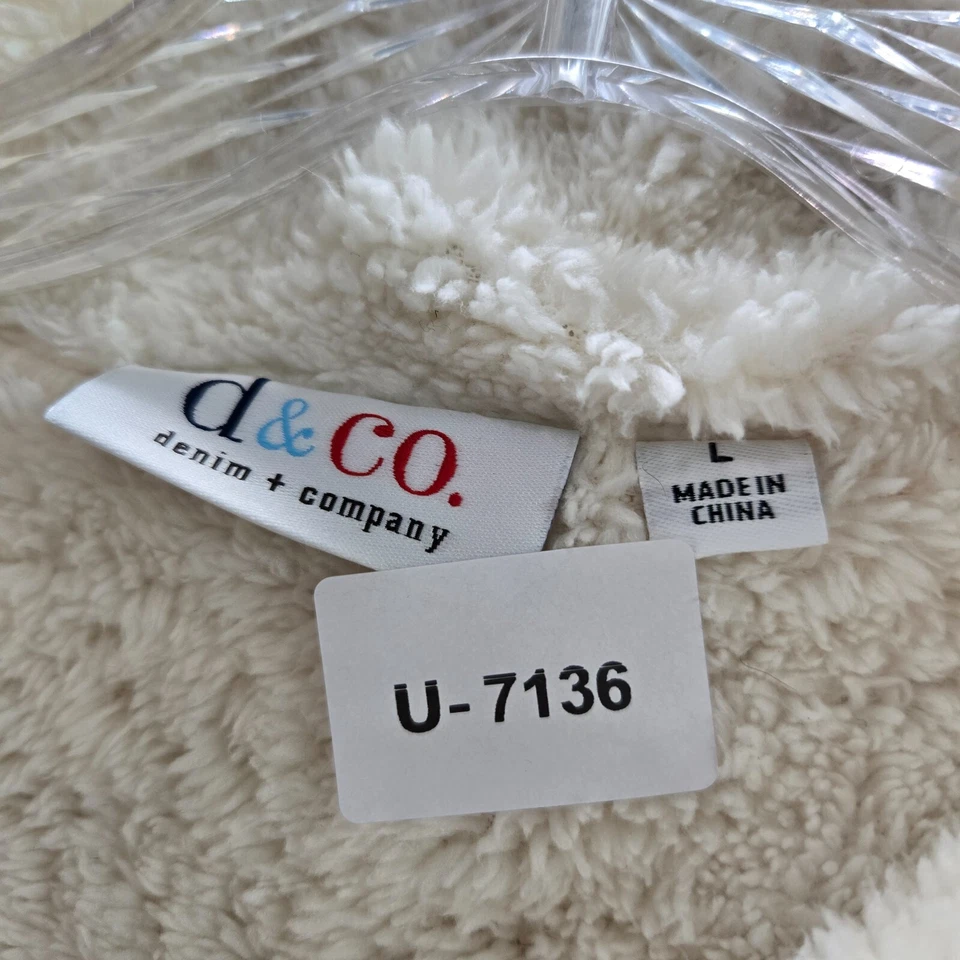 d&co.
denim + company
L
MADE IN
CHINA
U-7136